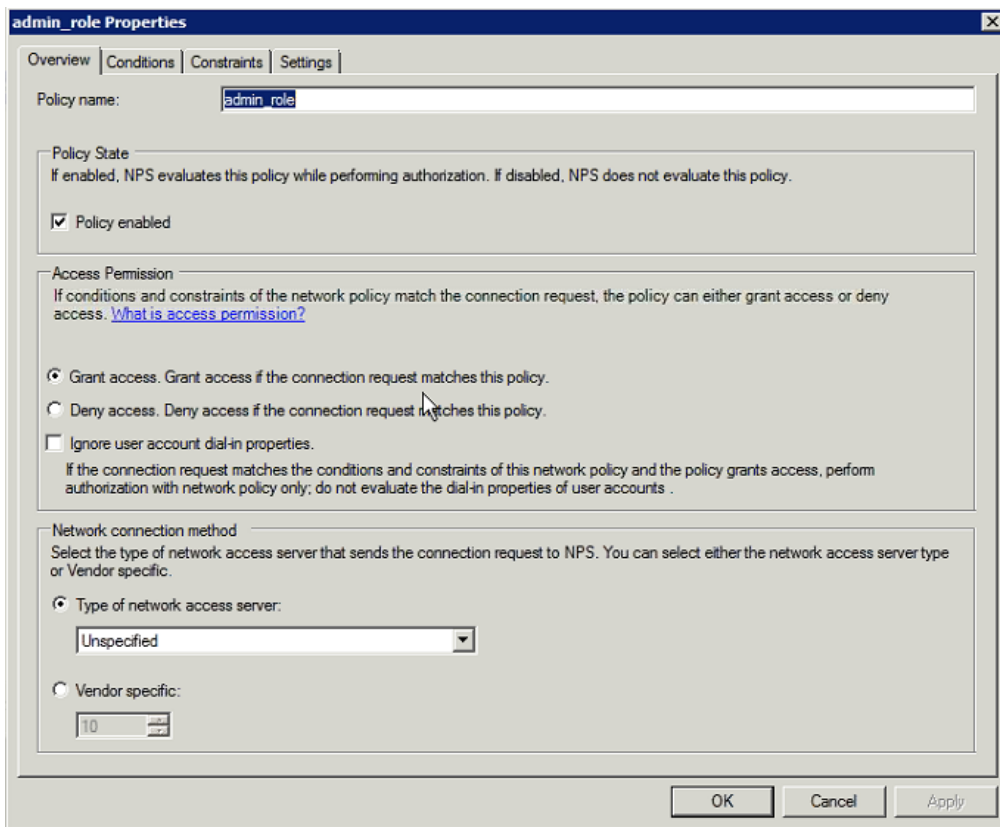 admin_role Properties
Overview Conditions Constraints Settings
Policy name: admin_role
Policy State
If enabled, NPS evaluates this policy while performing authorization. If disabled, NPS does not evaluate this policy.
Policy enabled
Access Permission
If conditions and constraints of the network policy match the connection request, the policy can either grant access or deny
access. What is access permission?
Grant access. Grant access if the connection request matches this policy.
Deny access. Deny access if the connection request matches this policy.
Ignore user account dial-in properties.
If the connection request matches the conditions and constraints of this network policy and the policy grants access, perform
authorization with network policy only; do not evaluate the dial-in properties of user accounts .
Network connection method
Select the type of network access server that sends the connection request to NPS. You can select either the network access server type
or Vendor specific.
Type of network access server:
Unspecified
Vendor specific:
10
OK Cancel Apply